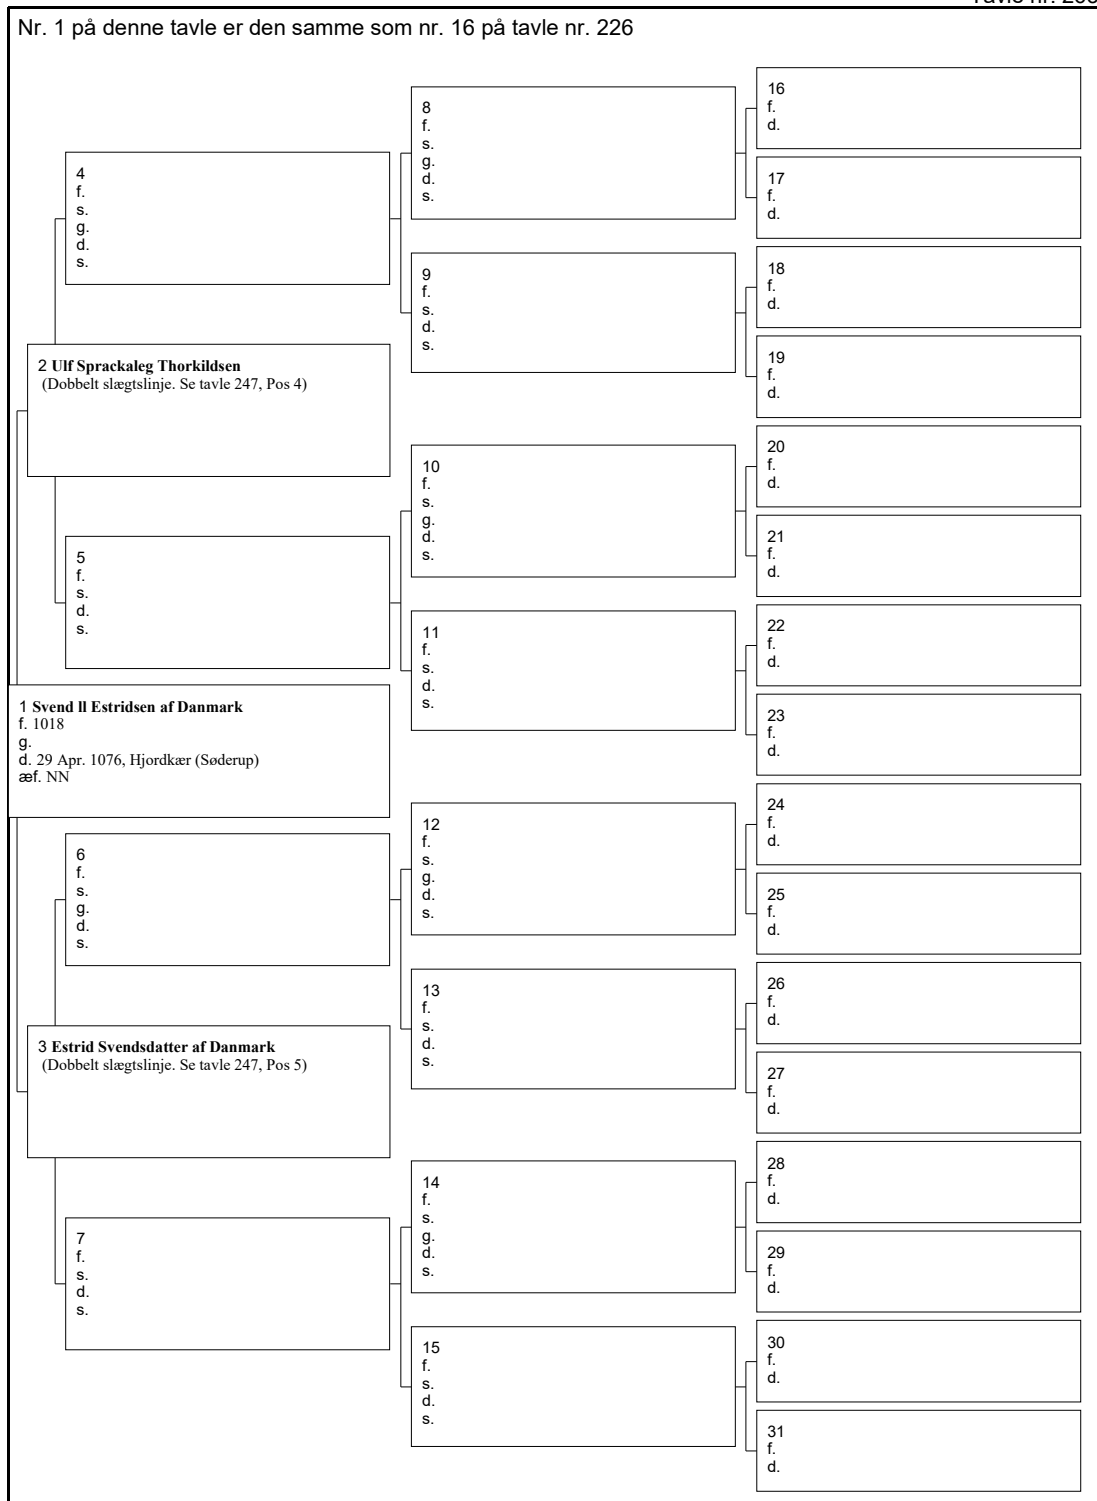 Nr. 1 på denne tavle er den samme som nr. 16 på tavle nr. 226
16
f.
d.
8
f.
s.
g.
d.
s.
17
f.
d.
4
f.
s.
g.
d.
s.
18
f.
d.
9
f.
s.
d.
s.
19
f.
d.
2 Ulf Sprackaleg Thorkildsen
(Dobbelt slægtslinje. Se tavle 247, Pos 4)
20
f.
d.
10
f.
s.
g.
d.
s.
21
f.
d.
5
f.
s.
d.
s.
22
f.
d.
11
f.
s.
d.
s.
23
f.
d.
1 Svend ll Estridsen af Danmark
f. 1018
g.
d. 29 Apr. 1076, Hjordkær (Søderup)
æf. NN
24
f.
d.
12
f.
s.
g.
d.
s.
25
f.
d.
6
f.
s.
g.
d.
s.
26
f.
d.
13
f.
s.
d.
s.
27
f.
d.
3 Estrid Svendsdatter af Danmark
(Dobbelt slægtslinje. Se tavle 247, Pos 5)
28
f.
d.
14
f.
s.
g.
d.
s.
29
f.
d.
7
f.
s.
d.
s.
30
f.
d.
15
f.
s.
d.
s.
31
f.
d.